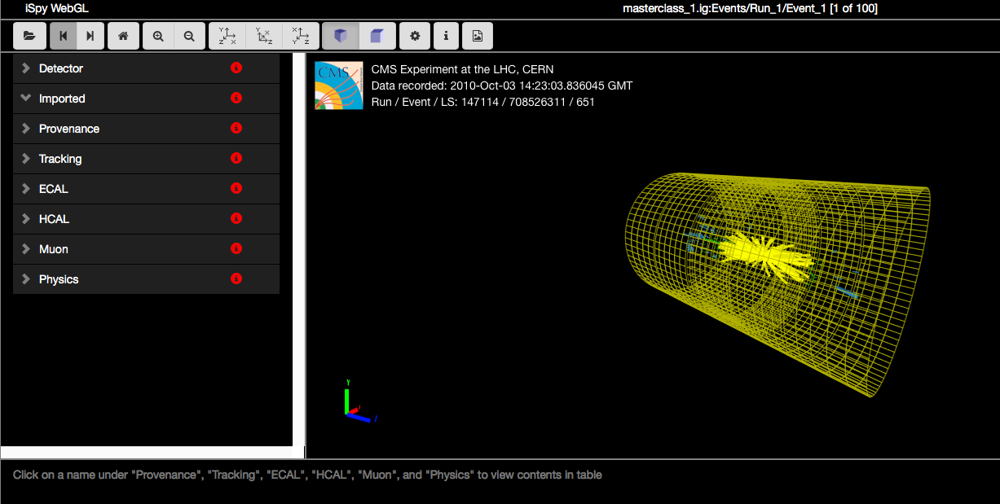 iSpy WebGL
masterclass_1.ig:Events/Run_1/Event_1 [1 of 100]
Y Z X
Y X Z
X Y Z
i
Detector i
Imported i
Provenance i
Tracking i
ECAL i
HCAL i
Muon i
Physics i
CMS
CMS Experiment at the LHC, CERN
Data recorded: 2010-Oct-03 14:23:03.836045 GMT
Run / Event / LS: 147114 / 708526311 / 651
Y
Click on a name under "Provenance", "Tracking", "ECAL", "HCAL", "Muon", and "Physics" to view contents in table